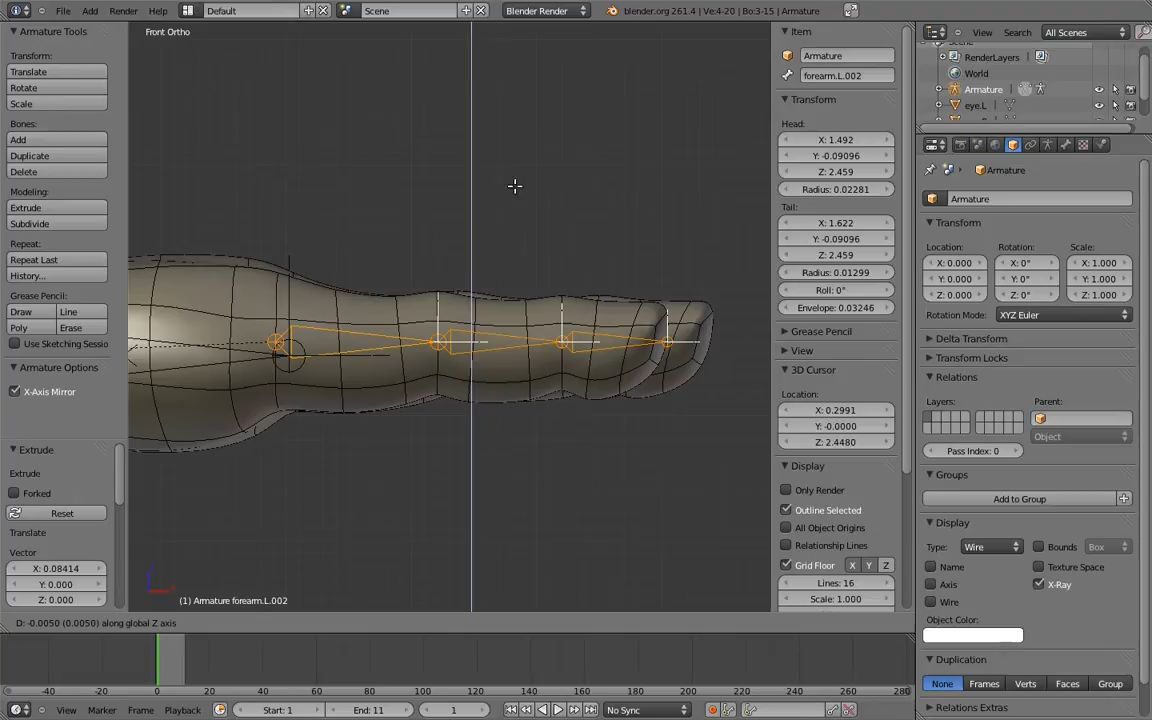 File Add Render Help Default Scene Blender Render blender.org 261.4 | Ve:4-20 | Bo:3-15 | Armature
Armature Tools
Transform:
Translate
Rotate
Scale
Bones:
Add
Duplicate
Delete
Modeling:
Extrude
Subdivide
Repeat:
Repeat Last
History...
Grease Pencil:
Draw Line
Poly Erase
Use Sketching Sessio
Armature Options
X-Axis Mirror
Extrude
Extrude
Forked
Reset
Translate
Vector
X: 0.08414
Y: 0.000
Z: 0.000
Front Ortho
(1) Armature forearm.L.002
D: -0.0050 (0.0050) along global Z axis
Item
Armature
forearm.L.002
Transform
Head:
X: 1.492
Y: -0.09096
Z: 2.459
Radius: 0.02281
Tail:
X: 1.622
Y: -0.09096
Z: 2.459
Radius: 0.01299
Roll: 0°
Envelope: 0.03246
Grease Pencil
View
3D Cursor
Location:
X: 0.2991
Y: -0.0000
Z: 2.4480
Display
Only Render
Outline Selected
All Object Origins
Relationship Lines
Grid Floor X Y Z
Lines: 16
Scale: 1.000
View Search All Scenes
RenderLayers
World
Armature
eye.L
Armature
Armature
Transform
Location: Rotation: Scale:
X: 0.000 X: 0° X: 1.000
Y: 0.000 Y: 0° Y: 1.000
Z: 0.000 Z: 0° Z: 1.000
Rotation Mode: XYZ Euler
Delta Transform
Transform Locks
Relations
Layers: Parent:
Object
Pass Index: 0
Groups
Add to Group
Display
Type: Wire Bounds Box
Name Texture Space
Axis X-Ray
Wire
Object Color:
Duplication
None Frames Verts Faces Group
Relations Extras
-40 -20 0 20 40 60 80 100 120 140 160 180 200 220 240 260 280
View Marker Frame Playback Start: 1 End: 11 1 No Sync